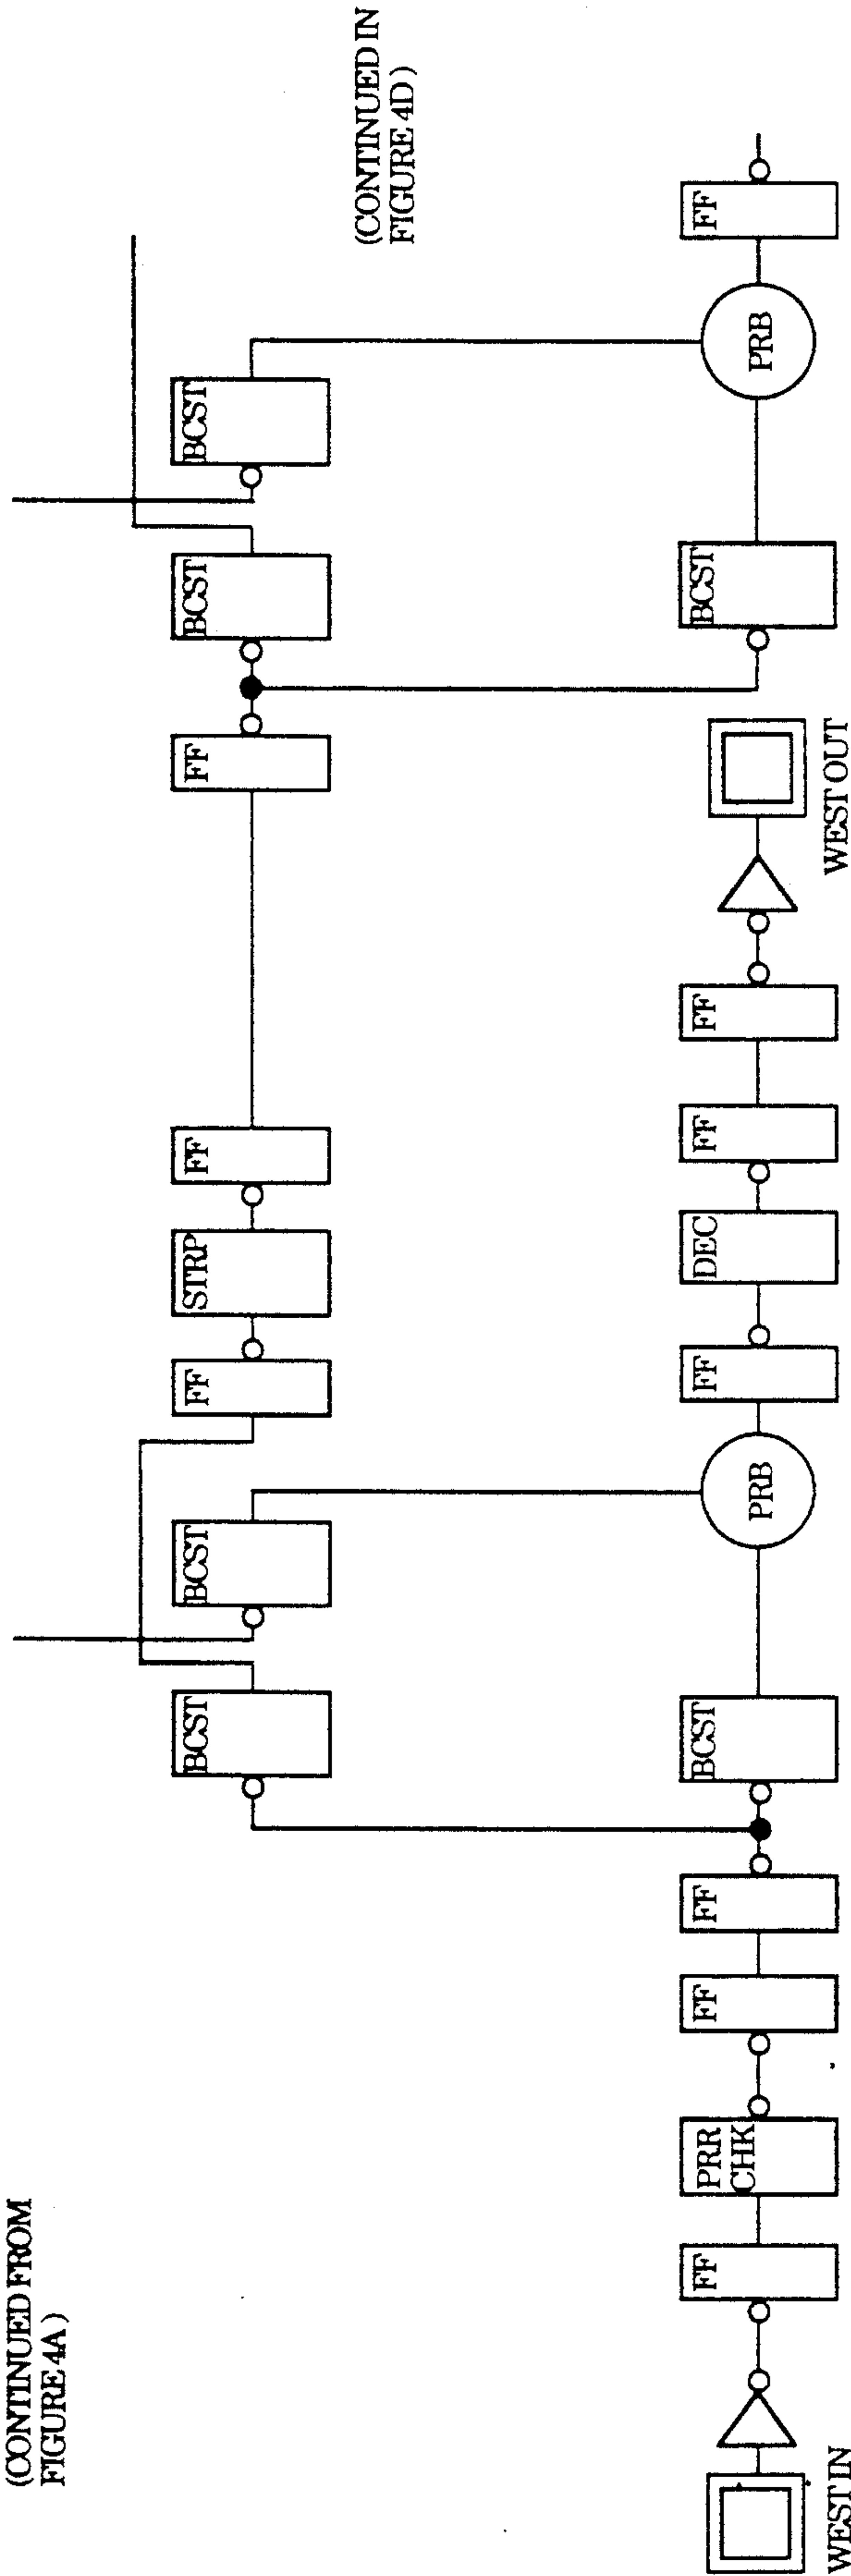 (CONTINUED FROM
FIGURE 4A)
BCST
BCST
FF
STRP
FF
FF
BCST
BCST
(CONTINUED IN
FIGURE 4D)
FF
PRR
CHK
FF
FF
BCST
PRB
FF
DEC
FF
FF
BCST
PRB
FF
WEST IN
WEST OUT